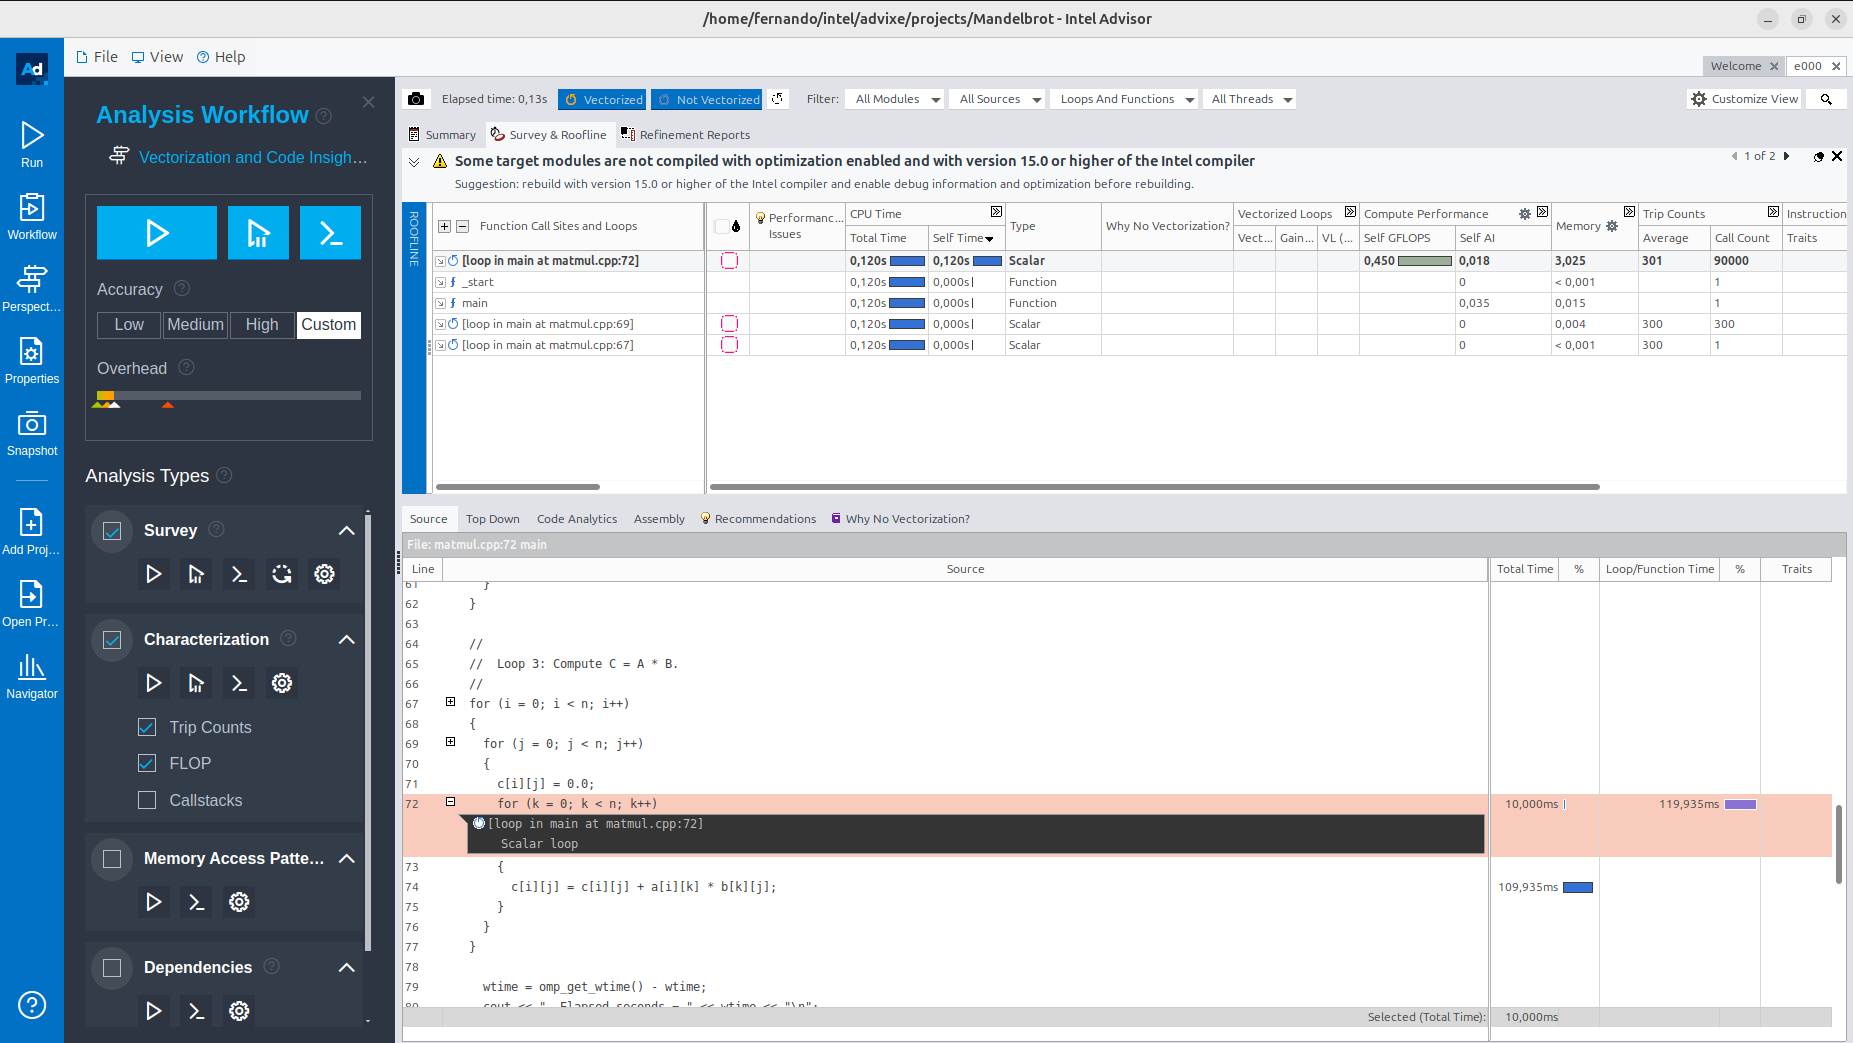 /home/fernando/intel/advixe/projects/Mandelbrot - Intel Advisor
Ad
File View Help
Welcome e000
Run
Workflow
Perspect...
Properties
Snapshot
Add Proj...
Open Pr...
Navigator
Analysis Workflow
Vectorization and Code Insigh...
Accuracy
Low Medium High Custom
Overhead
Analysis Types
Survey
Characterization
Trip Counts
FLOP
Callstacks
Memory Access Patte...
Dependencies
Elapsed time: 0,13s Vectorized Not Vectorized Filter: All Modules All Sources Loops And Functions All Threads Customize View
Summary Survey & Roofline Refinement Reports
Some target modules are not compiled with optimization enabled and with version 15.0 or higher of the Intel compiler 1 of 2
Suggestion: rebuild with version 15.0 or higher of the Intel compiler and enable debug information and optimization before rebuilding.
ROOFLINE
Function Call Sites and Loops Performanc... Issues CPU Time Type Why No Vectorization? Vectorized Loops Compute Performance Memory Trip Counts Instruction
Total Time Self Time Vect... Gain... VL (... Self GFLOPS Self AI Average Call Count Traits
[loop in main at matmul.cpp:72] 0,120s 0,120s Scalar 0,450 0,018 3,025 301 90000
f _start 0,120s 0,000s Function 0 < 0,001 1
f main 0,120s 0,000s Function 0,035 0,015 1
[loop in main at matmul.cpp:69] 0,120s 0,000s Scalar 0 0,004 300 300
[loop in main at matmul.cpp:67] 0,120s 0,000s Scalar 0 < 0,001 300 1
Source Top Down Code Analytics Assembly Recommendations Why No Vectorization?
File: matmul.cpp:72 main
Line Source Total Time % Loop/Function Time % Traits
61 }
62 }
63
64 //
65 // Loop 3: Compute C = A * B.
66 //
67 for (i = 0; i < n; i++)
68 {
69 for (j = 0; j < n; j++)
70 {
71 c[i][j] = 0.0;
72 for (k = 0; k < n; k++) 10,000ms 119,935ms
[loop in main at matmul.cpp:72]
Scalar loop
73 {
74 c[i][j] = c[i][j] + a[i][k] * b[k][j]; 109,935ms
75 }
76 }
77 }
78
79 wtime = omp_get_wtime() - wtime;
80 cout << " Elapsed seconds = " << wtime << "\n";
Selected (Total Time): 10,000ms